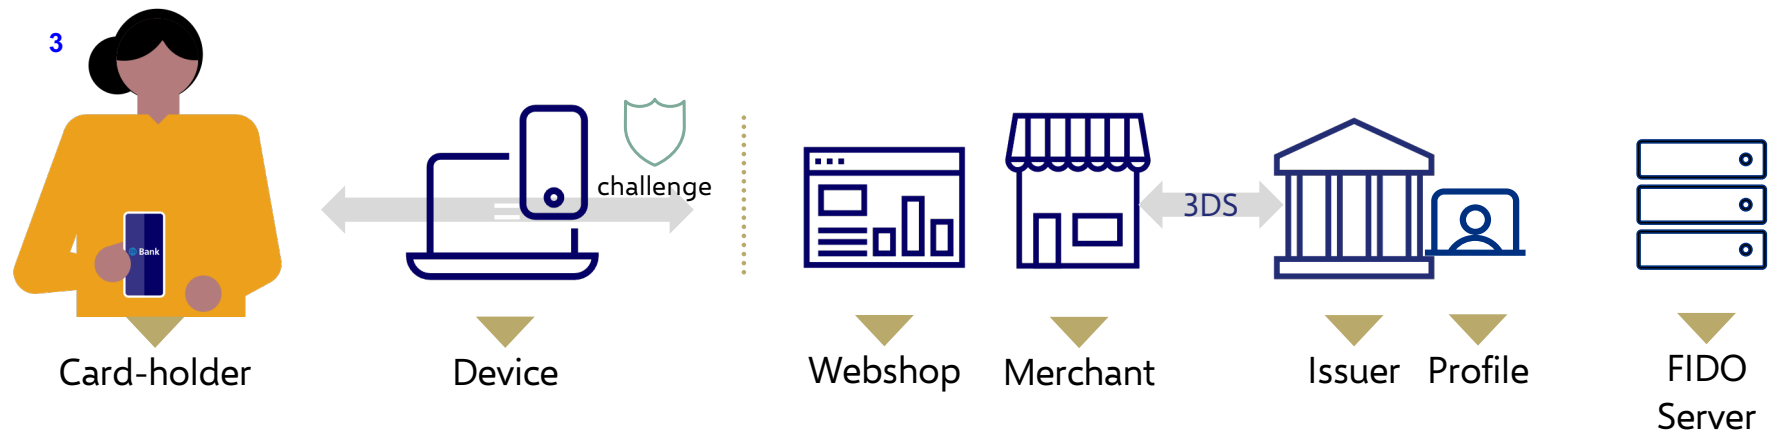 3
challenge
3DS
Bank
Card-holder
Device
Webshop
Merchant
Issuer
Profile
FIDO
Server